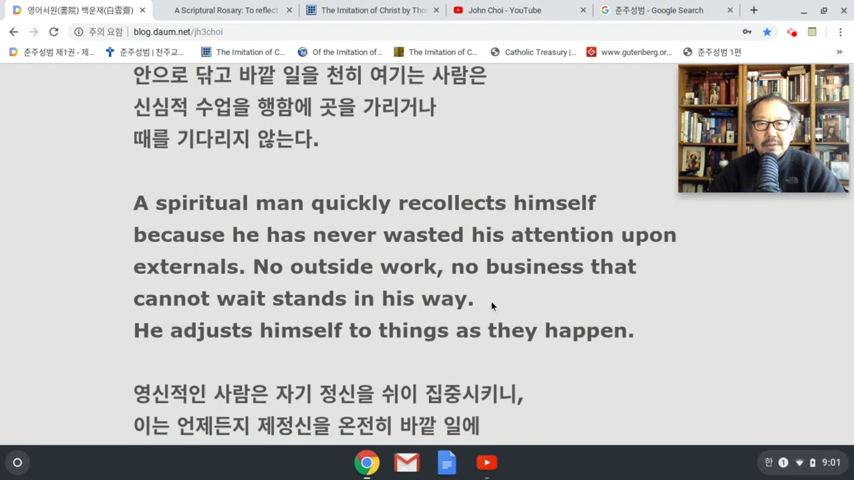 영어서원(書院) 백운재(白雲齋)
A Scriptural Rosary: To reflect
The Imitation of Christ by Tho
John Choi - YouTube
준주성범 - Google Search
주의 요함
blog.daum.net/jh3choi
준주성범 제1권 - 제...
준주성범 | 천주교...
The Imitation of C...
Of the Imitation of...
The Imitation of C...
Catholic Treasury |...
www.gutenberg.or...
준주성범 1편
안으로 닦고 바깥 일을 천히 여기는 사람은
신심적 수업을 행함에 곳을 가리거나
때를 기다리지 않는다.
A spiritual man quickly recollects himself
because he has never wasted his attention upon
externals. No outside work, no business that
cannot wait stands in his way.
He adjusts himself to things as they happen.
영신적인 사람은 자기 정신을 쉬이 집중시키니,
이는 언제든지 제정신을 온전히 바깥 일에
한
1
9:01